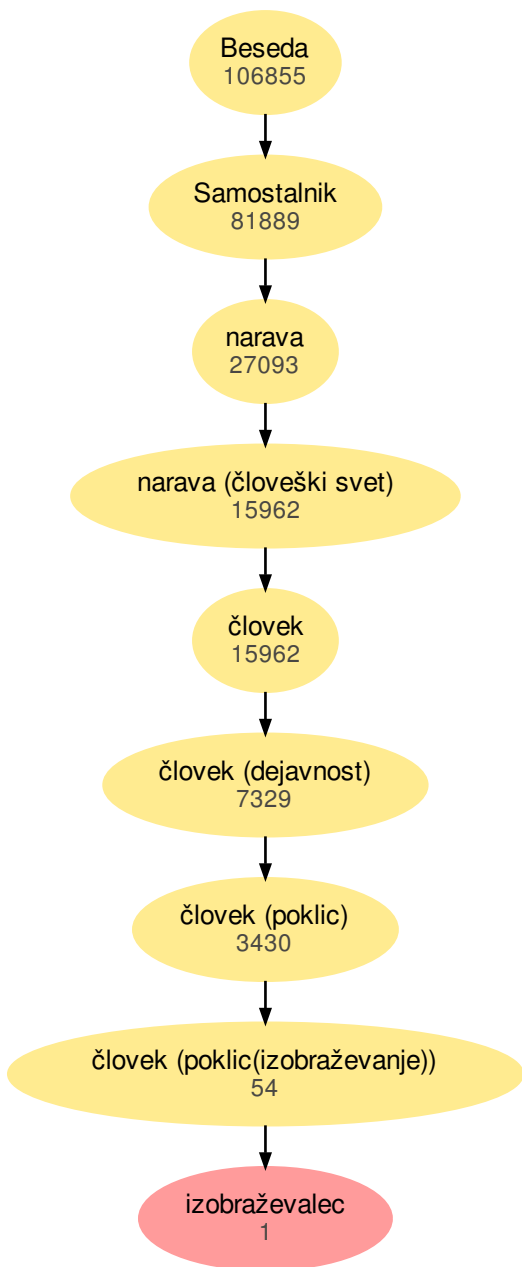 Beseda
106855
Samostalnik
81889
narava
27093
narava (človeški svet)
15962
človek
15962
človek (dejavnost)
7329
človek (poklic)
3430
človek (poklic(izobraževanje))
54
izobraževalec
1